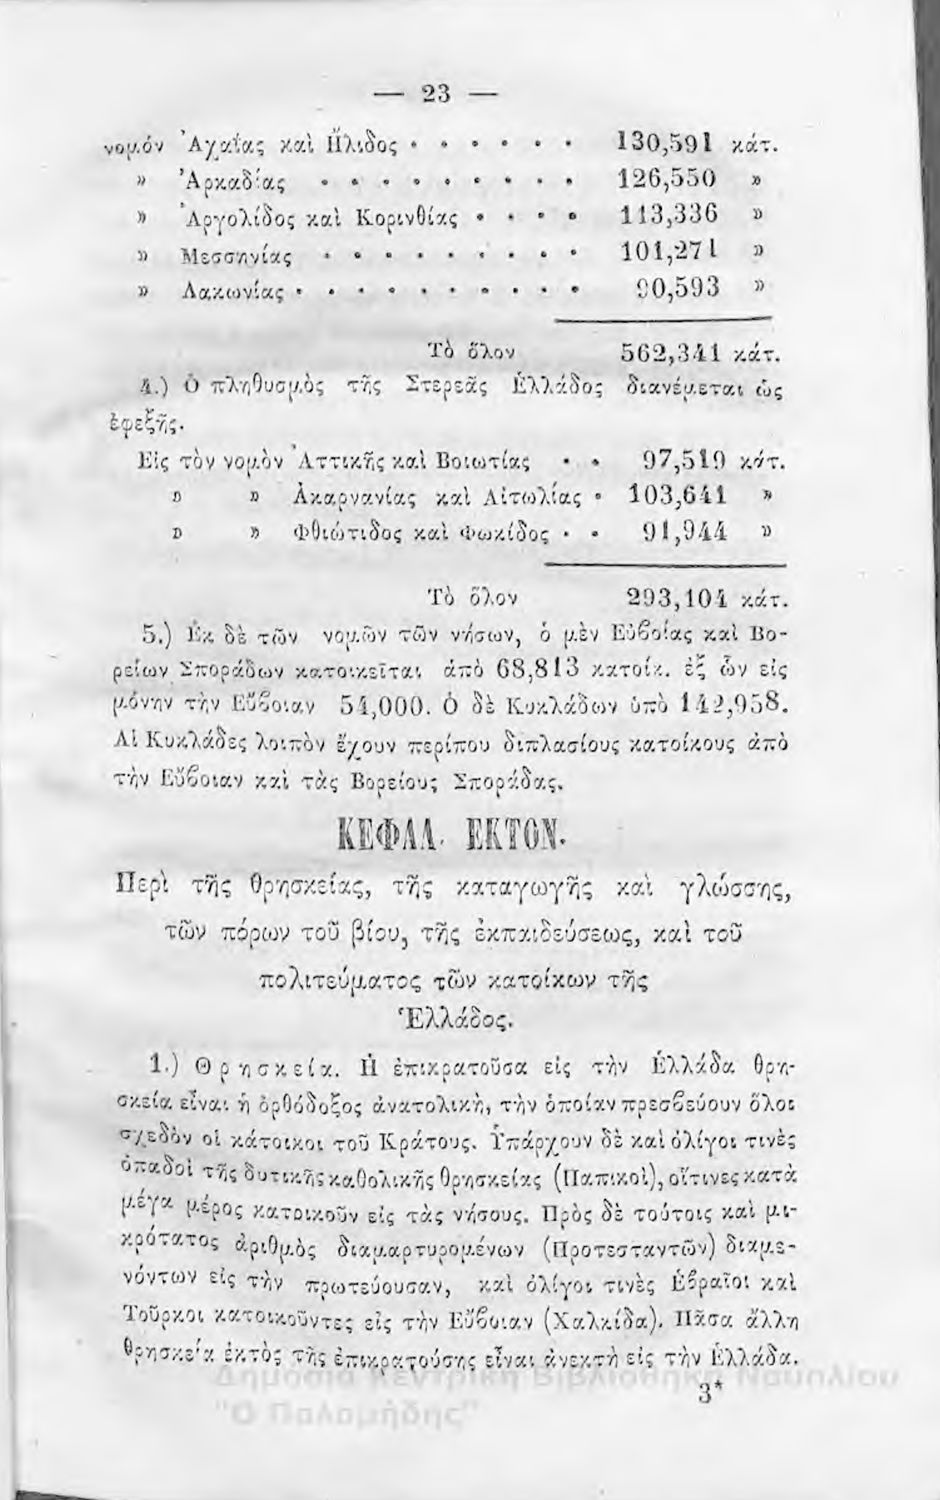 — 23 —
νομόν Ἀχαΐας καὶ Ἤλιδος • • • • • • 130,591 κάτ.
» Ἀρκαδίας • • • • • • • • • 126,550 »
» Ἀργολίδος καὶ Κορινθίας • • • • 113,336 »
» Μεσσηνίας • • • • • • • • • 101,271 »
» Λακωνίας • • • • • • • • • • 90,593 »
Τὸ ὅλον 562,341 κάτ.
4.) Ὁ πληθυσμὸς τῆς Στερεᾶς Ἑλλάδος διανέμεται ὡς
ἑφεξῆς.
Εἰς τὸν νομὸν Ἀττικῆς καὶ Βοιωτίας • • 97,519 κάτ.
» » Ἀκαρνανίας καὶ Αἰτωλίας • 103,641 »
» » Φθιώτιδος καὶ Φωκίδος • • 91,944 »
Τὸ ὅλον 293,104 κάτ.
5.) Ἐκ δὲ τῶν νομῶν τῶν νήσων, ὁ μὲν Εὐβοίας καὶ Βο-
ρείων Σποράδων κατοικεῖται ἀπὸ 68,813 κατοίκ. ἐξ ὧν εἰς
μόνην τὴν Εὔβοιαν 54,000. Ὁ δὲ Κυκλάδων ὑπὸ 142,958.
Αἱ Κυκλάδες λοιπὸν ἔχουν περίπου διπλασίους κατοίκους ἀπὸ
τὴν Εὔβοιαν καὶ τὰς Βορείους Σποράδας.
ΚΕΦΑΛ. ΕΚΤΟΝ.
Περὶ τῆς θρησκείας, τῆς καταγωγῆς καὶ γλώσσης,
τῶν πόρων τοῦ βίου, τῆς ἐκπαιδεύσεως, καὶ τοῦ
πολιτεύματος τῶν κατοίκων τῆς
Ἑλλάδος.
1.) Θρησκεία. Ἡ ἐπικρατοῦσα εἰς τὴν Ἑλλάδα θρη-
σκεία εἶναι ἡ ὀρθόδοξος ἀνατολικὴ, τὴν ὁποίαν πρεσβεύουν ὅλοι
σχεδὸν οἱ κάτοικοι τοῦ Κράτους. Ὑπάρχουν δὲ καὶ ὀλίγοι τινὲς
ὀπαδοὶ τῆς δυτικῆς καθολικῆς θρησκείας (Παπικοὶ), οἵτινες κατὰ
μέγα μέρος κατοικοῦν εἰς τὰς νήσους. Πρὸς δὲ τούτοις καὶ μι-
κρότατος ἀριθμὸς διαμαρτυρομένων (Προτεσταντῶν) διαμε-
νόντων εἰς τὴν πρωτεύουσαν, καὶ ὀλίγοι τινὲς Ἑβραῖοι καὶ
Τοῦρκοι κατοικοῦντες εἰς τὴν Εὔβοιαν (Χαλκίδα). Πᾶσα ἄλλη
θρησκεία ἐκτὸς τῆς ἐπικρατούσης εἶναι ἀνεκτὴ εἰς τὴν Ἑλλάδα.
3*
Δημόσια Κεντρική Βιβλιοθήκη Ναυπλίου
"Ο Παλαμήδης"